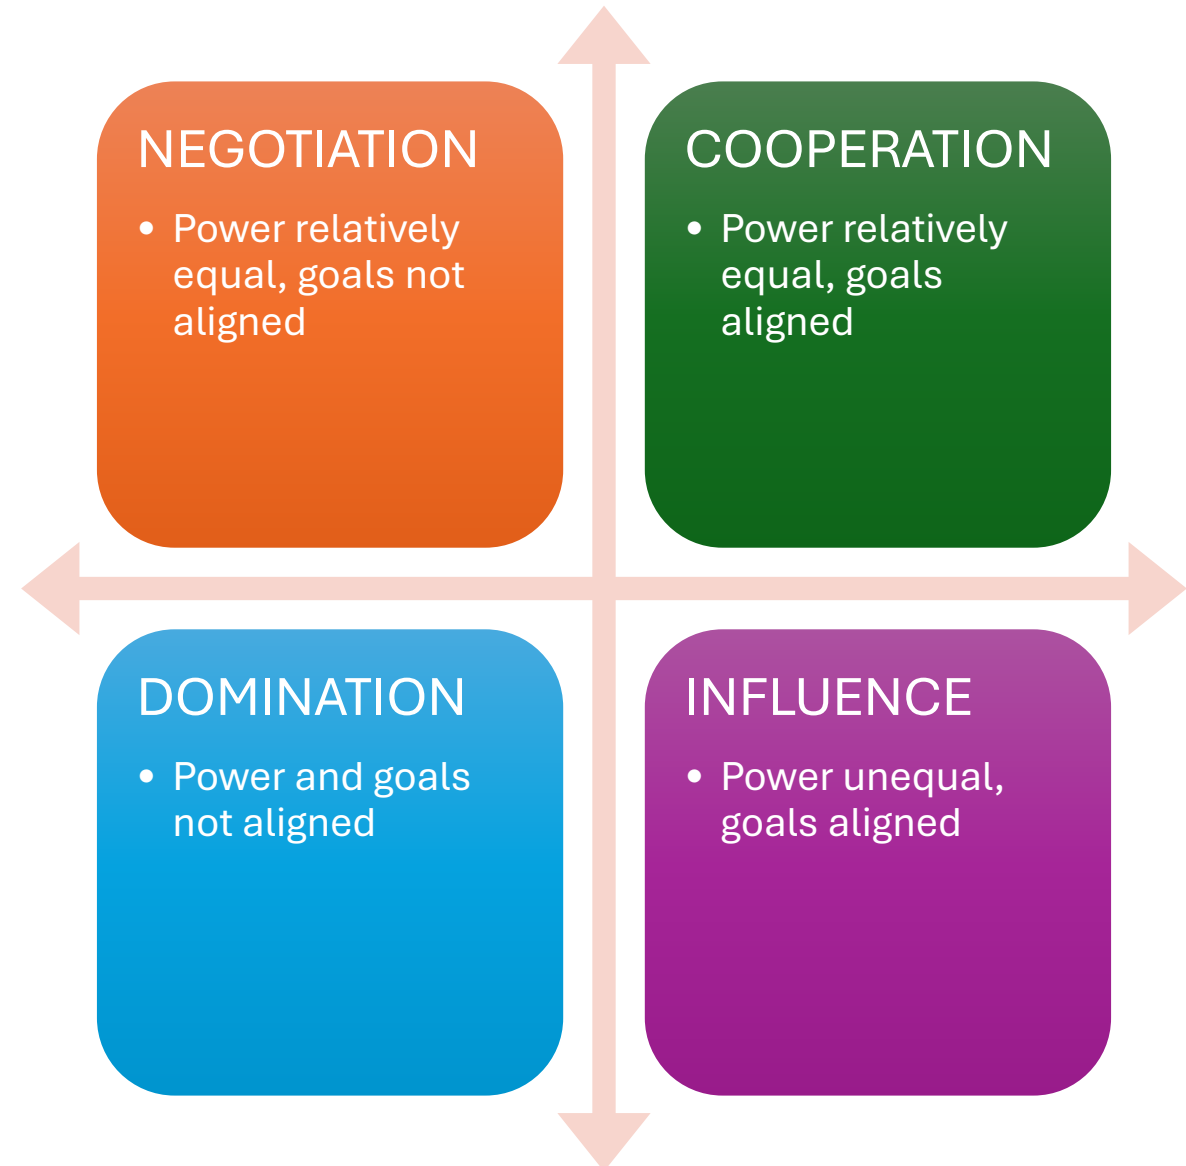 NEGOTIATION
• Power relatively
equal, goals not
aligned
COOPERATION
• Power relatively
equal, goals
aligned
DOMINATION
• Power and goals
not aligned
INFLUENCE
• Power unequal,
goals aligned